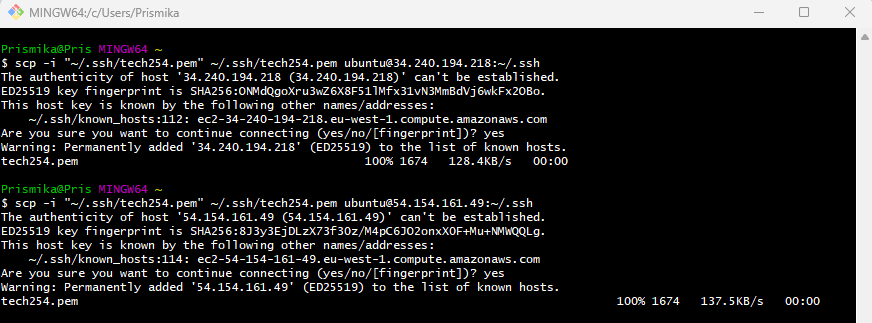 MINGW64:/c/Users/Prismika
Prismika@Pris MINGW64 ~
$ scp -i "~/.ssh/tech254.pem" ~/.ssh/tech254.pem ubuntu@34.240.194.218:~/.ssh
The authenticity of host '34.240.194.218 (34.240.194.218)' can't be established.
ED25519 key fingerprint is SHA256:ONMdQgoXru3wZ6X8F51lMfx31vN3MmBdVj6wkFx2OBo.
This host key is known by the following other names/addresses:
    ~/.ssh/known_hosts:112: ec2-34-240-194-218.eu-west-1.compute.amazonaws.com
Are you sure you want to continue connecting (yes/no/[fingerprint])? yes
Warning: Permanently added '34.240.194.218' (ED25519) to the list of known hosts.
tech254.pem                                       100% 1674   128.4KB/s   00:00
Prismika@Pris MINGW64 ~
$ scp -i "~/.ssh/tech254.pem" ~/.ssh/tech254.pem ubuntu@54.154.161.49:~/.ssh
The authenticity of host '54.154.161.49 (54.154.161.49)' can't be established.
ED25519 key fingerprint is SHA256:8J3y3EjDLzX73f3Oz/M4pC6JO2onxXOF+Mu+NMWQQLg.
This host key is known by the following other names/addresses:
    ~/.ssh/known_hosts:114: ec2-54-154-161-49.eu-west-1.compute.amazonaws.com
Are you sure you want to continue connecting (yes/no/[fingerprint])? yes
Warning: Permanently added '54.154.161.49' (ED25519) to the list of known hosts.
tech254.pem                                                                           100% 1674   137.5KB/s   00:00